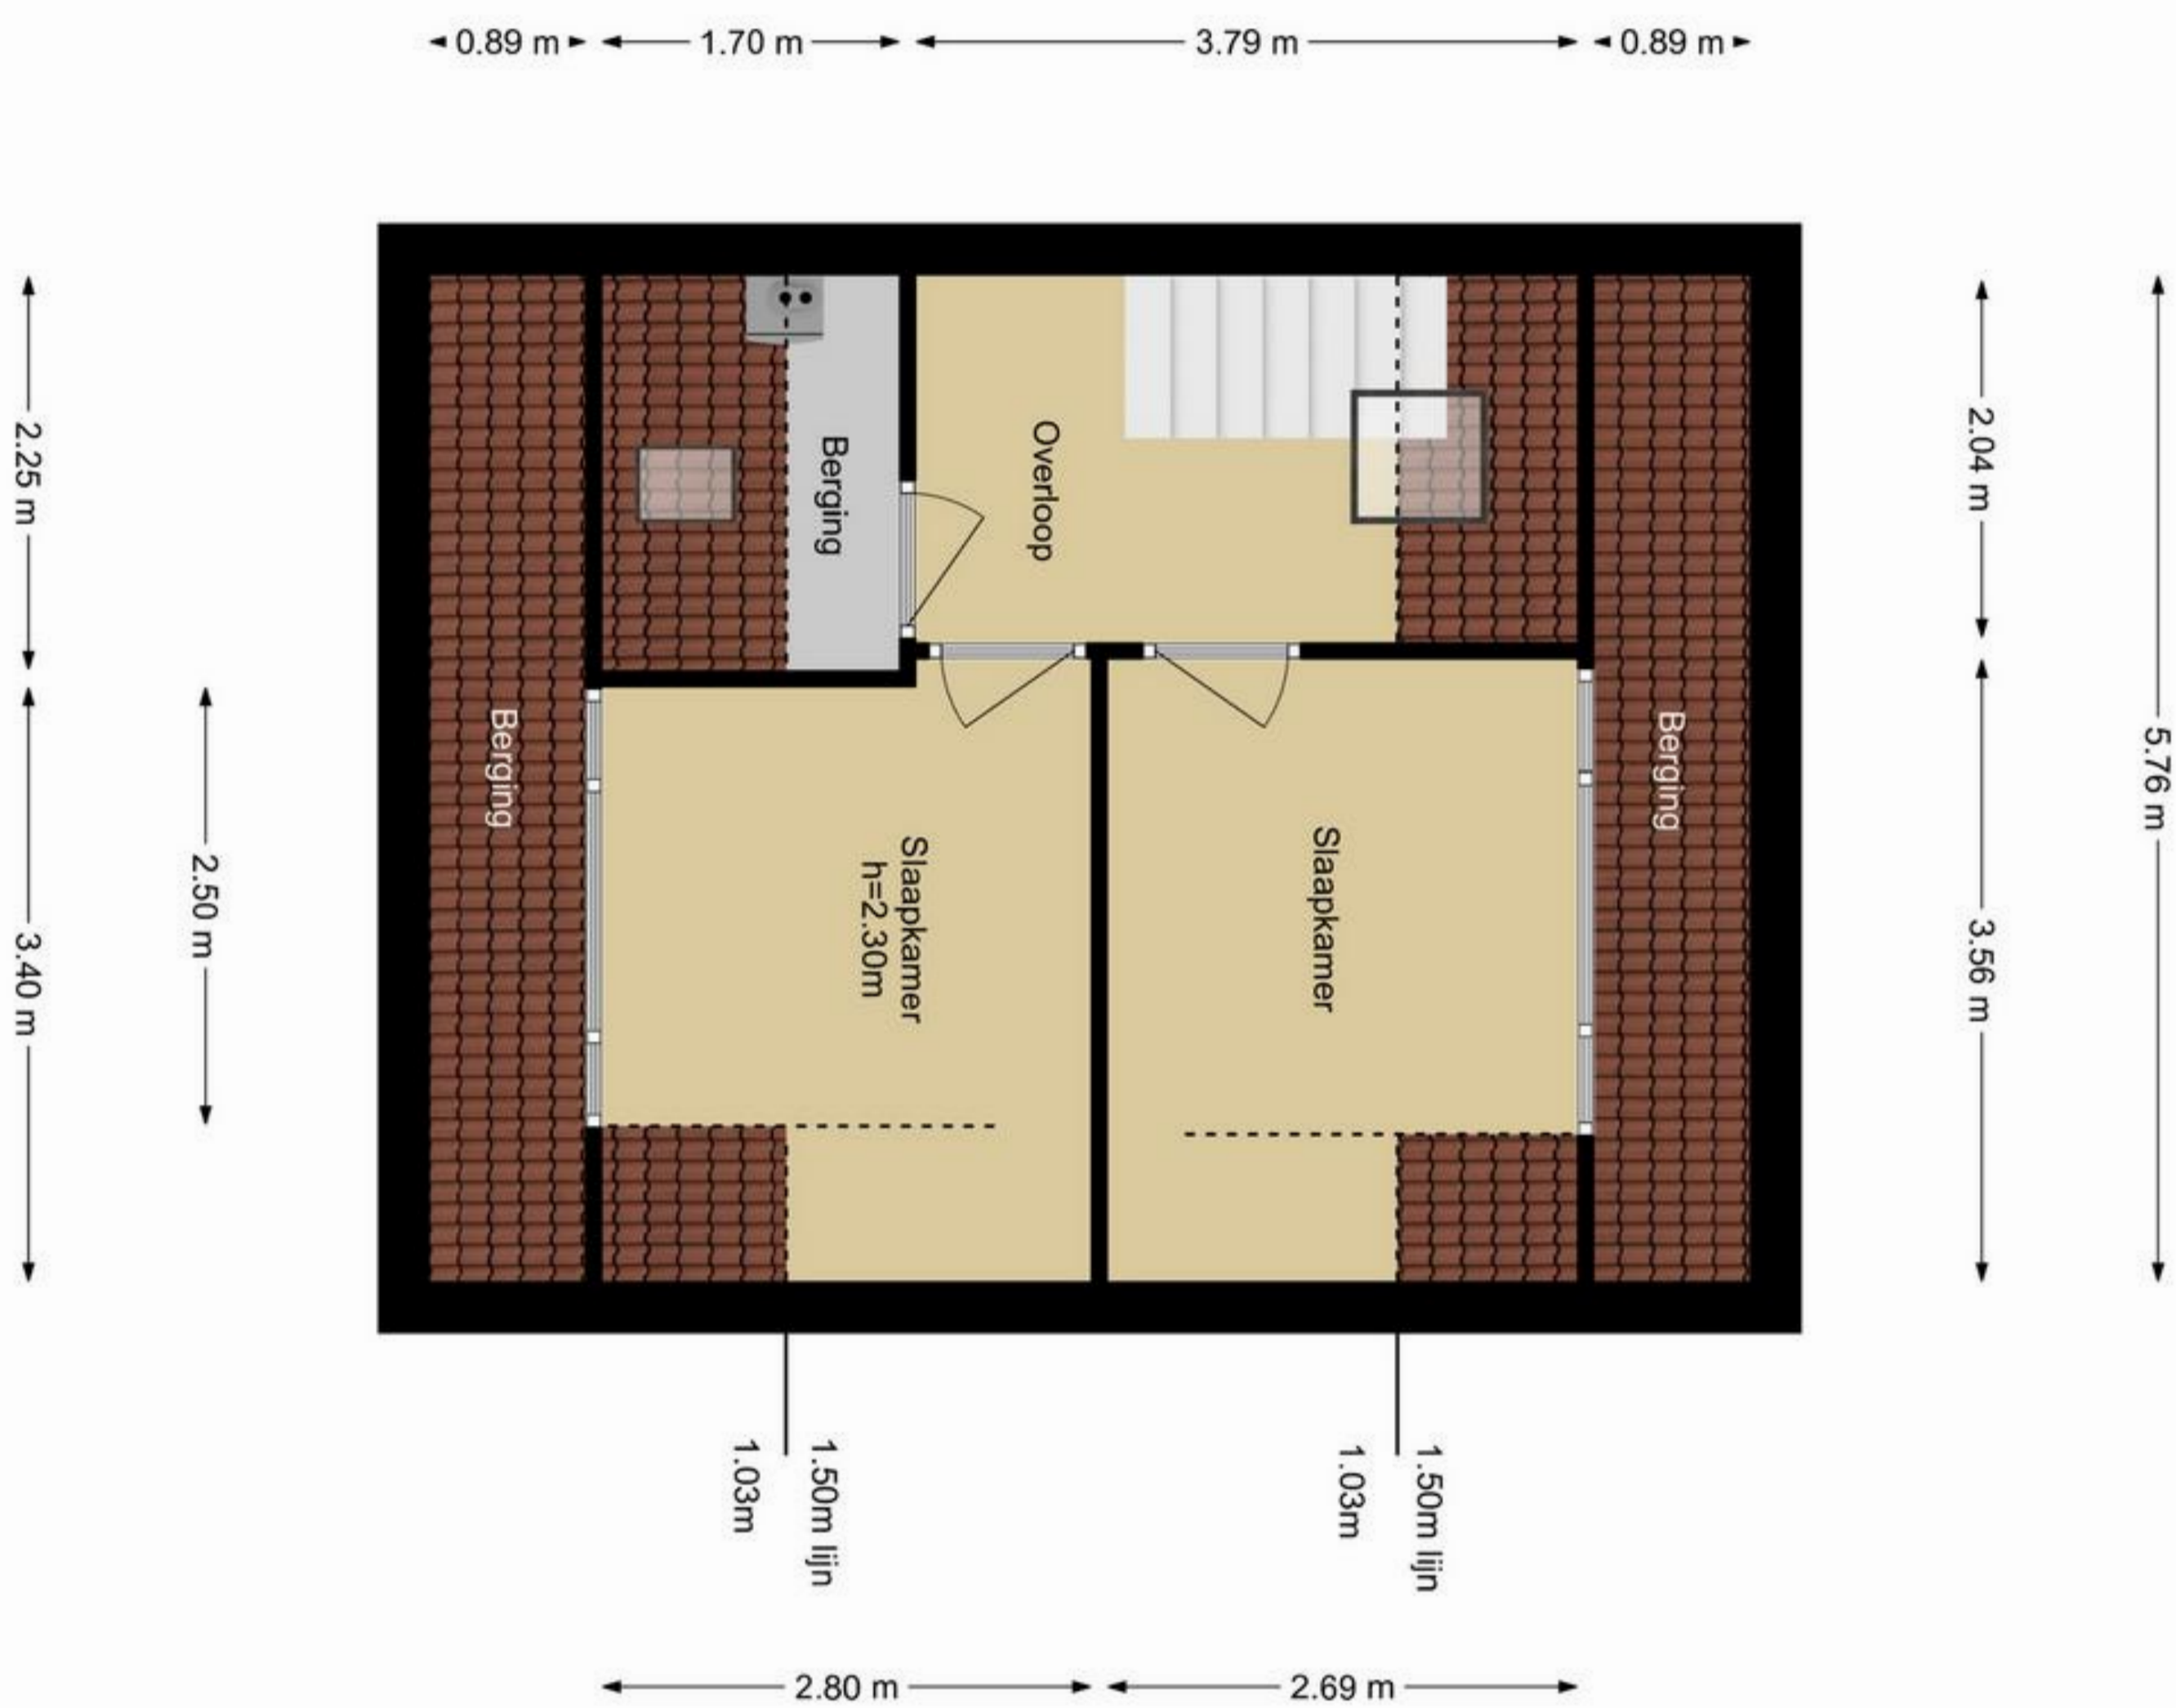 0.89 m
1.70 m
3.79 m
0.89 m
2.25 m
3.40 m
2.50 m
2.04 m
3.56 m
5.76 m
Berging
Overloop
Berging
Berging
Slaapkamer
h=2.30m
Slaapkamer
1.50m lijn
1.03m
1.50m lijn
1.03m
2.80 m
2.69 m